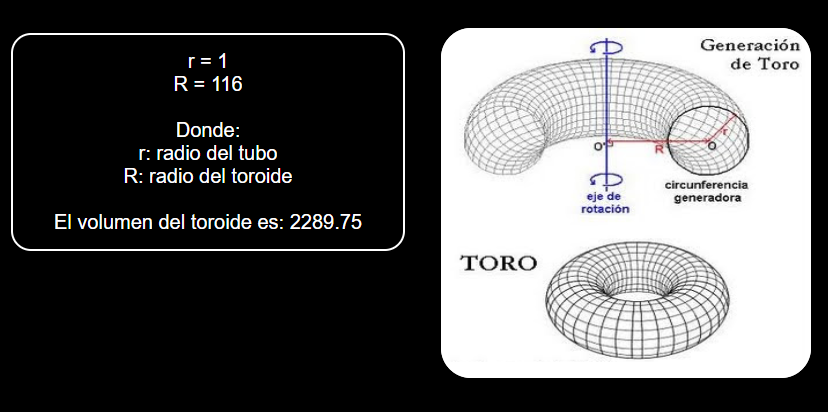 r = 1
R = 116
Donde:
r: radio del tubo
R: radio del toroide
El volumen del toroide es: 2289.75
Generación
de Toro
r
O'
R
O
eje de
rotación
circunferencia
generadora
TORO